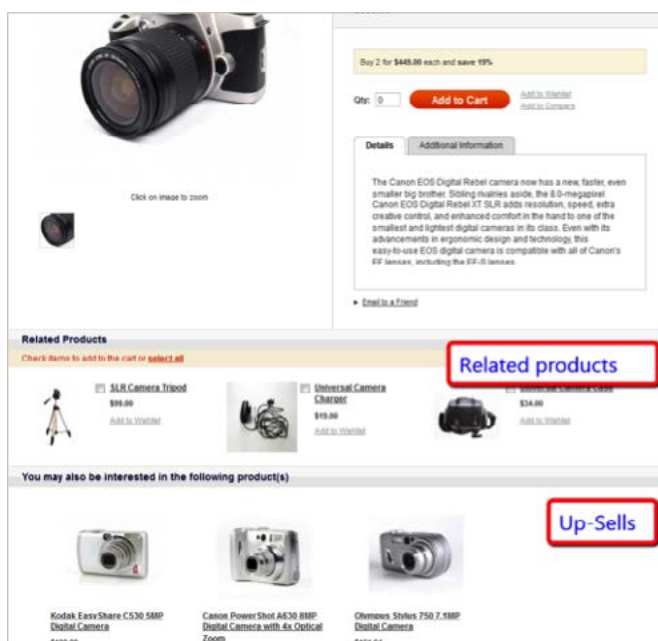 Buy 2 for $449.00 each and save 19%
Qty: 0 Add to Cart Add to Wishlist
Add to Compare
Details Additional Information
The Canon EOS Digital Rebel camera now has a new, faster, even
smaller big brother. Sibling rivalries aside, the 8.0-megapixel
Canon EOS Digital Rebel XT SLR adds resolution, speed, extra
creative control, and enhanced comfort in the hand to one of the
smallest and lightest digital cameras in its class. Even with its
advancements in ergonomic design and technology, this
easy-to-use EOS digital camera is compatible with all of Canon's
EF lenses, including the EF-S lenses.
Click on image to zoom
Email to a Friend
Related Products
Check items to add to the cart or select all
Related products
SLR Camera Tripod
$99.00
Add to Wishlist
Universal Camera
Charger
$19.00
Add to Wishlist
Universal Camera Case
$34.00
Add to Wishlist
You may also be interested in the following product(s)
Up-Sells
Kodak EasyShare C530 5MP
Digital Camera
Canon PowerShot A630 8MP
Digital Camera with 4x Optical
Zoom
Olympus Stylus 750 7.1MP
Digital Camera